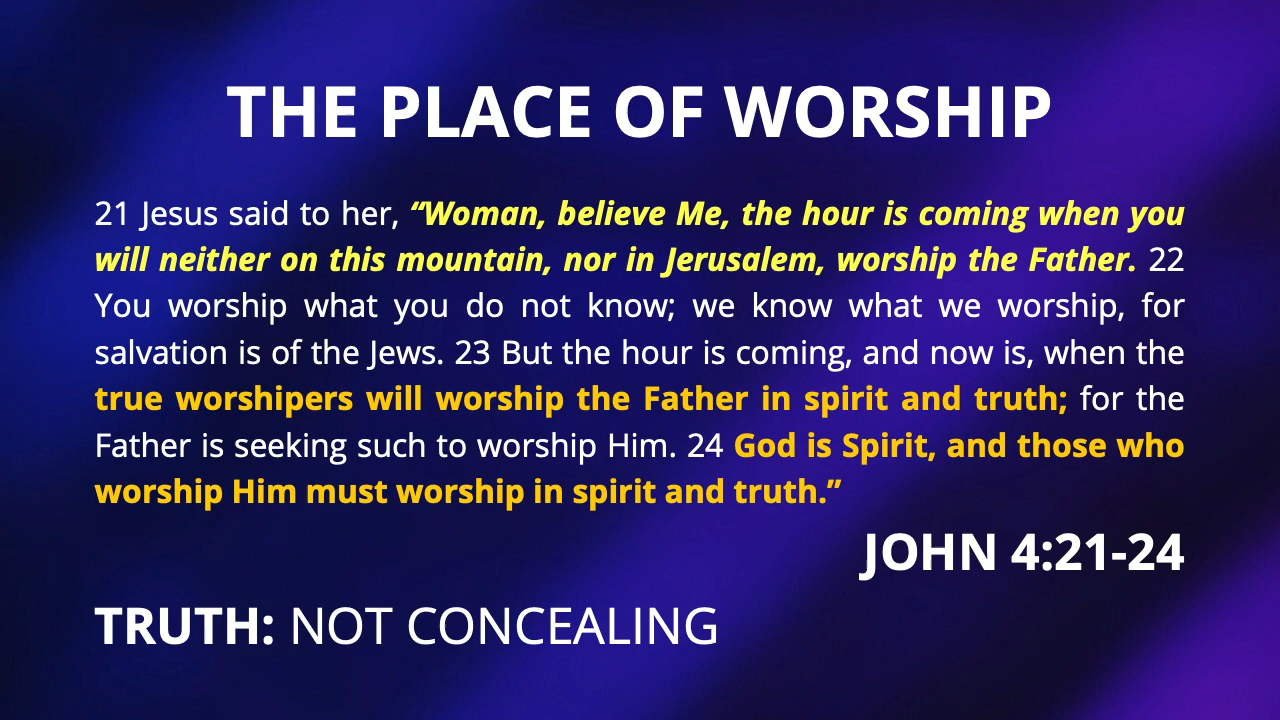 THE PLACE OF WORSHIP
21 Jesus said to her, “Woman, believe Me, the hour is coming when you
will neither on this mountain, nor in Jerusalem, worship the Father. 22
You worship what you do not know; we know what we worship, for
salvation is of the Jews. 23 But the hour is coming, and now is, when the
true worshipers will worship the Father in spirit and truth; for the
Father is seeking such to worship Him. 24 God is Spirit, and those who
worship Him must worship in spirit and truth.”
JOHN 4:21-24
TRUTH: NOT CONCEALING